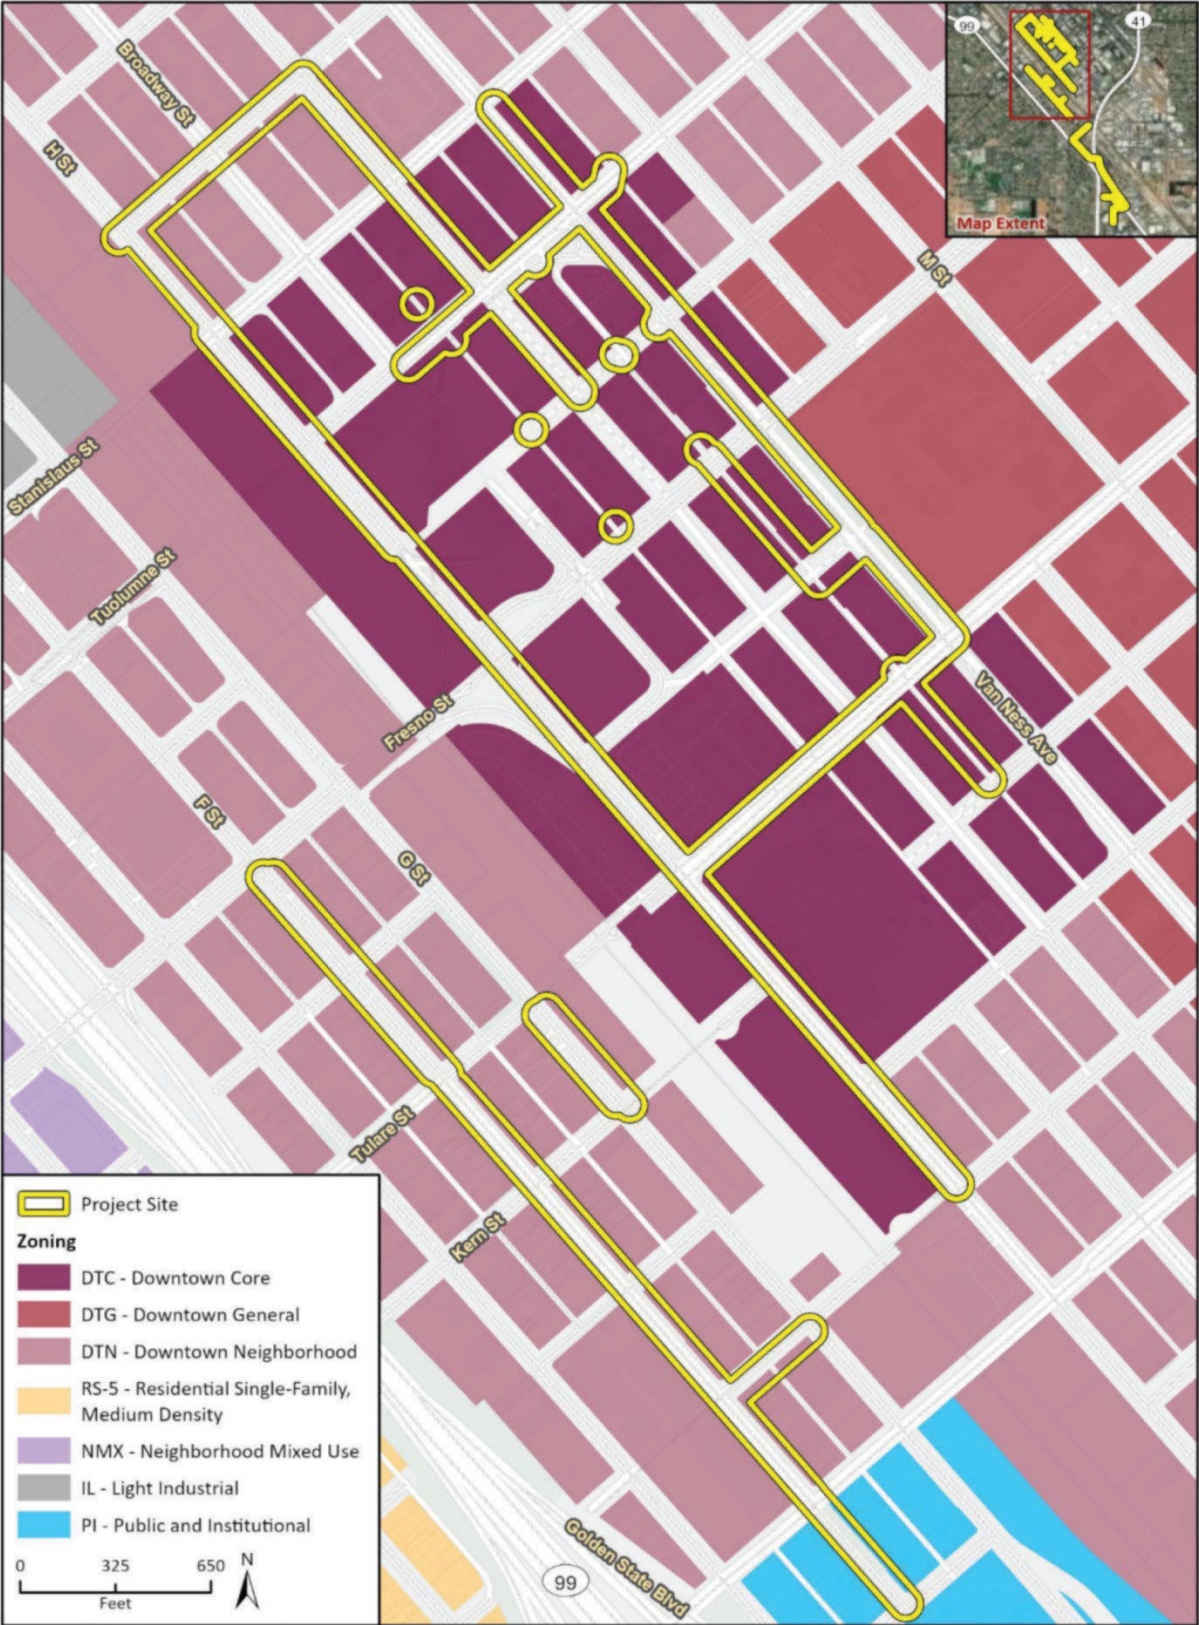 99
41
Map Extent
Broadway St
H St
M St
Stanislaus St
Tuolumne St
Fresno St
Van Ness Ave
F St
G St
Tulare St
Kern St
Golden State Blvd
99
Project Site
Zoning
DTC - Downtown Core
DTG - Downtown General
DTN - Downtown Neighborhood
RS-5 - Residential Single-Family,
Medium Density
NMX - Neighborhood Mixed Use
IL - Light Industrial
PI - Public and Institutional
0 325 650 N
Feet